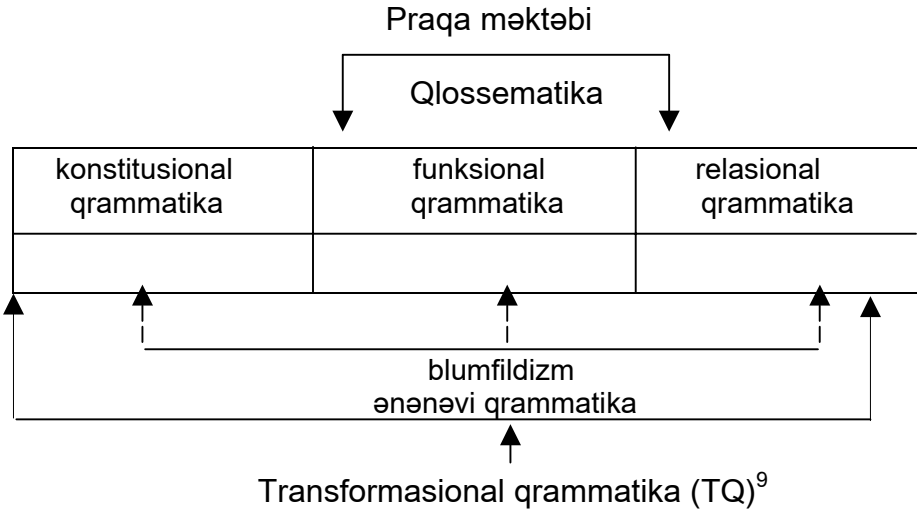 Praqa məktəbi
Qlossematika
konstitusional qrammatika
funksional qrammatika
relasional qrammatika
blumfildizm
ənənəvi qrammatika
Transformasional qrammatika (TQ)⁹